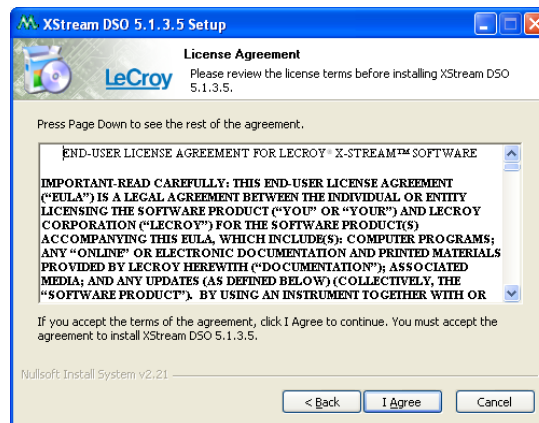 XStream DSO 5.1.3.5 Setup
License Agreement
Please review the license terms before installing XStream DSO
5.1.3.5.
LeCroy
Press Page Down to see the rest of the agreement.
END-USER LICENSE AGREEMENT FOR LECROY® X-STREAM™ SOFTWARE
IMPORTANT-READ CAREFULLY: THIS END-USER LICENSE AGREEMENT
(“EULA”) IS A LEGAL AGREEMENT BETWEEN THE INDIVIDUAL OR ENTITY
LICENSING THE SOFTWARE PRODUCT (“YOU” OR “YOUR”) AND LECROY
CORPORATION (“LECROY”) FOR THE SOFTWARE PRODUCT(S)
ACCOMPANYING THIS EULA, WHICH INCLUDE(S): COMPUTER PROGRAMS;
ANY “ONLINE” OR ELECTRONIC DOCUMENTATION AND PRINTED MATERIALS
PROVIDED BY LECROY HEREWITH (“DOCUMENTATION”); ASSOCIATED
MEDIA; AND ANY UPDATES (AS DEFINED BELOW) (COLLECTIVELY, THE
“SOFTWARE PRODUCT”). BY USING AN INSTRUMENT TOGETHER WITH OR
If you accept the terms of the agreement, click I Agree to continue. You must accept the
agreement to install XStream DSO 5.1.3.5.
Nullsoft Install System v2.21
< Back I Agree Cancel